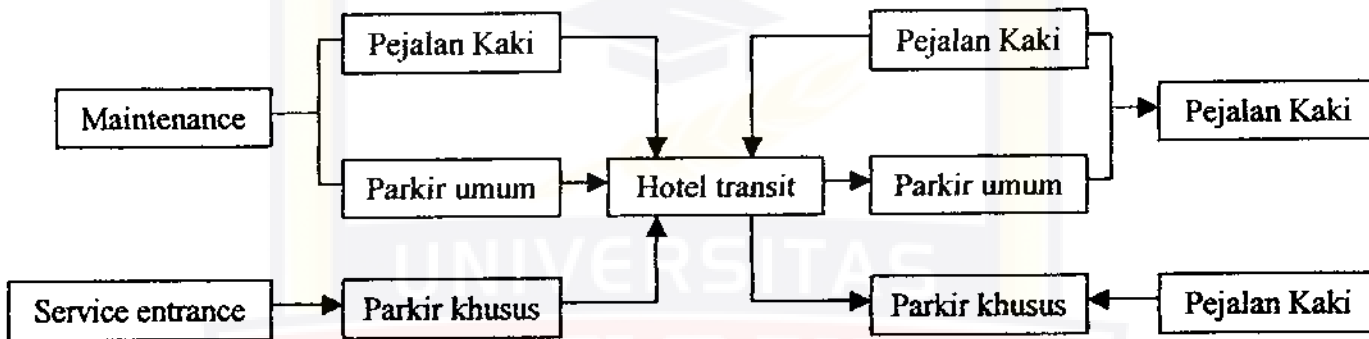 Pejalan Kaki
Pejalan Kaki
Maintenance
Pejalan Kaki
Parkir umum
Hotel transit
Parkir umum
UNIVERSITAS
Service entrance
Parkir khusus
Parkir khusus
Pejalan Kaki